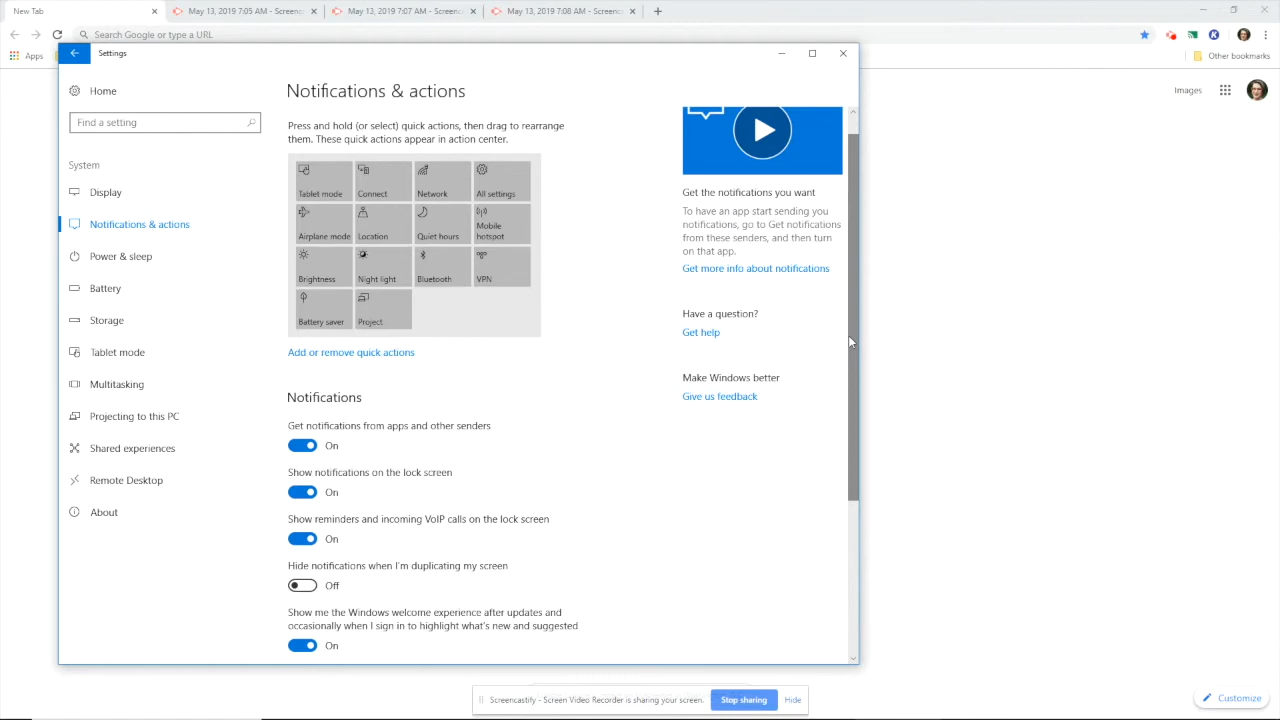 New Tab
May 13, 2019 7:05 AM - Screenc
May 13, 2019 7:07 AM - Screenca
May 13, 2019 7:08 AM - Screenc
Search Google or type a URL
Apps
Other bookmarks
Settings
Images
Home
Find a setting
System
Display
Notifications & actions
Power & sleep
Battery
Storage
Tablet mode
Multitasking
Projecting to this PC
Shared experiences
Remote Desktop
About
Notifications & actions
Press and hold (or select) quick actions, then drag to rearrange
them. These quick actions appear in action center.
Tablet mode
Connect
Network
All settings
Airplane mode
Location
Quiet hours
Mobile
hotspot
Brightness
Night light
Bluetooth
VPN
Battery saver
Project
Add or remove quick actions
Notifications
Get notifications from apps and other senders
On
Show notifications on the lock screen
On
Show reminders and incoming VoIP calls on the lock screen
On
Hide notifications when I'm duplicating my screen
Off
Show me the Windows welcome experience after updates and
occasionally when I sign in to highlight what's new and suggested
On
Get the notifications you want
To have an app start sending you
notifications, go to Get notifications
from these senders, and then turn
on that app.
Get more info about notifications
Have a question?
Get help
Make Windows better
Give us feedback
Screencastify - Screen Video Recorder is sharing your screen.
Stop sharing
Hide
Customize